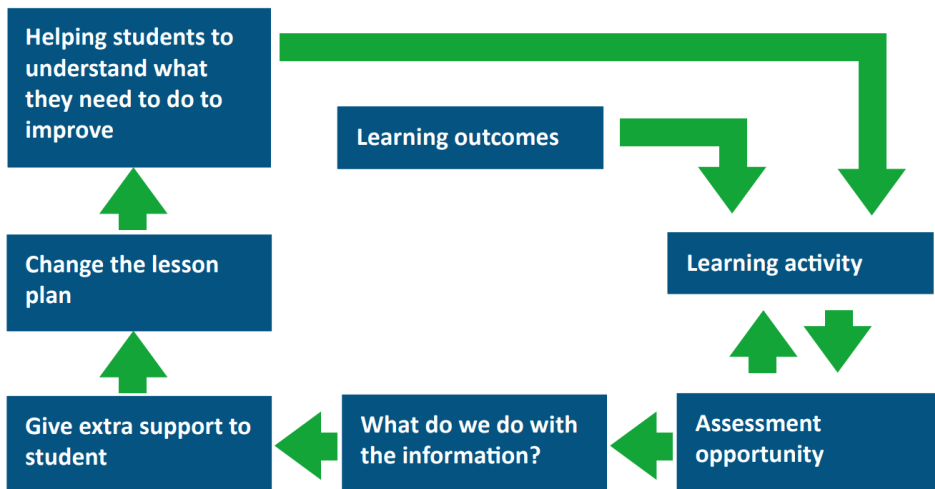 Helping students to
understand what
they need to do to
improve
Learning outcomes
Change the lesson
plan
Learning activity
Give extra support to
student
What do we do with
the information?
Assessment
opportunity